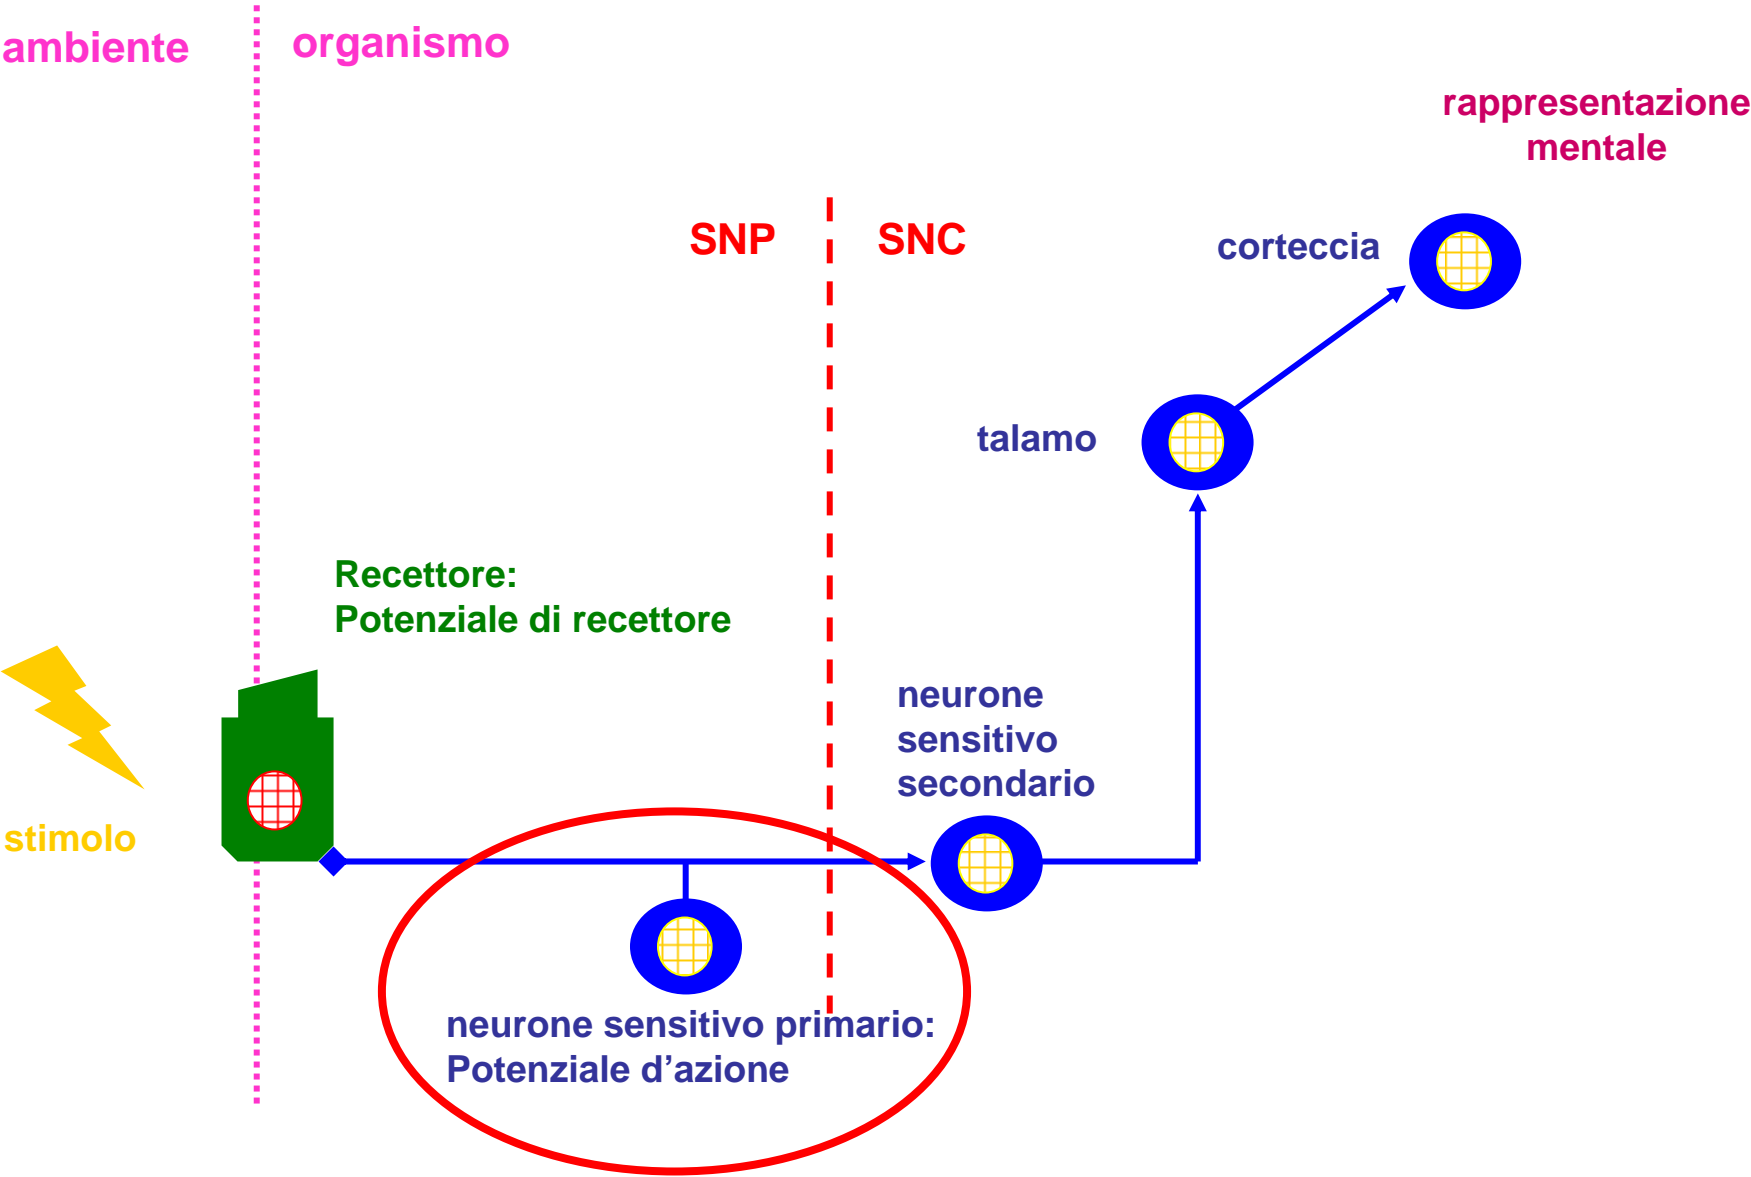 ambiente
organismo
rappresentazione
mentale
SNP
SNC
corteccia
talamo
Recettore:
Potenziale di recettore
neurone
sensitivo
secondario
stimolo
neurone sensitivo primario:
Potenziale d’azione